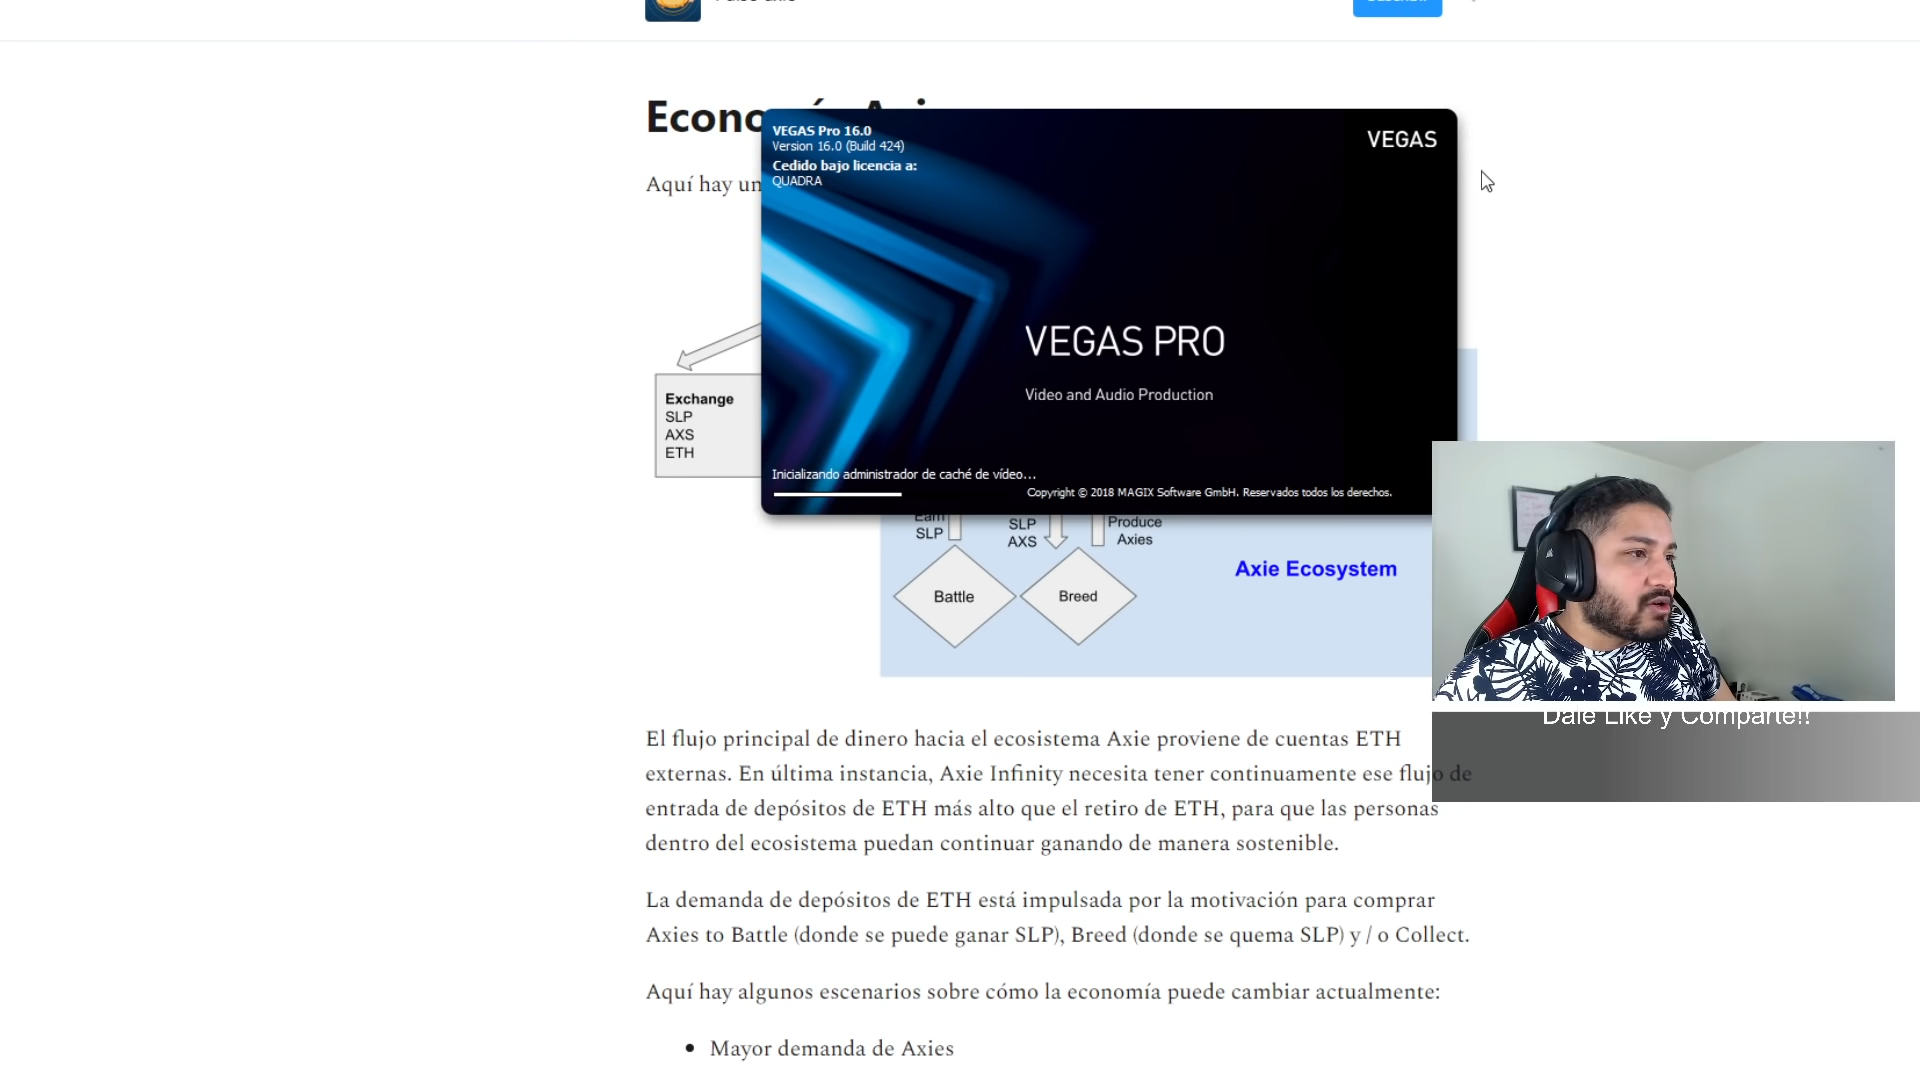 Econo
Aquí hay un
VEGAS Pro 16.0
Version 16.0 (Build 424)
Cedido bajo licencia a:
QUADRA
VEGAS
VEGAS PRO
Video and Audio Production
Inicializando administrador de caché de vídeo...
Copyright © 2018 MAGIX Software GmbH. Reservados todos los derechos.
Exchange
SLP
AXS
ETH
Earn
SLP
SLP
AXS
Produce
Axies
Battle
Breed
Axie Ecosystem
Dale Like y Comparte!!
El flujo principal de dinero hacia el ecosistema Axie proviene de cuentas ETH
externas. En última instancia, Axie Infinity necesita tener continuamente ese flujo de
entrada de depósitos de ETH más alto que el retiro de ETH, para que las personas
dentro del ecosistema puedan continuar ganando de manera sostenible.
La demanda de depósitos de ETH está impulsada por la motivación para comprar
Axies to Battle (donde se puede ganar SLP), Breed (donde se quema SLP) y / o Collect.
Aquí hay algunos escenarios sobre cómo la economía puede cambiar actualmente:
• Mayor demanda de Axies